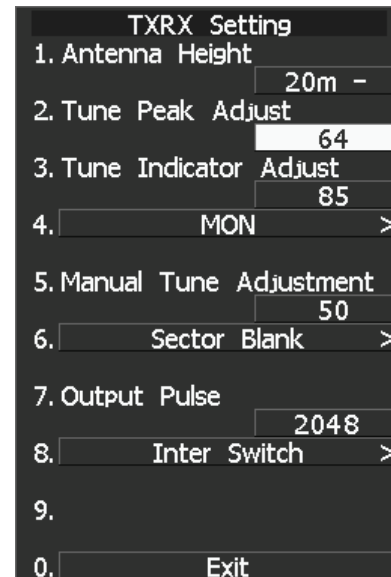 TXRX Setting
1. Antenna Height
20m -
2. Tune Peak Adjust
64
3. Tune Indicator Adjust
85
4. MON >
5. Manual Tune Adjustment
50
6. Sector Blank >
7. Output Pulse
2048
8. Inter Switch >
9.
0. Exit